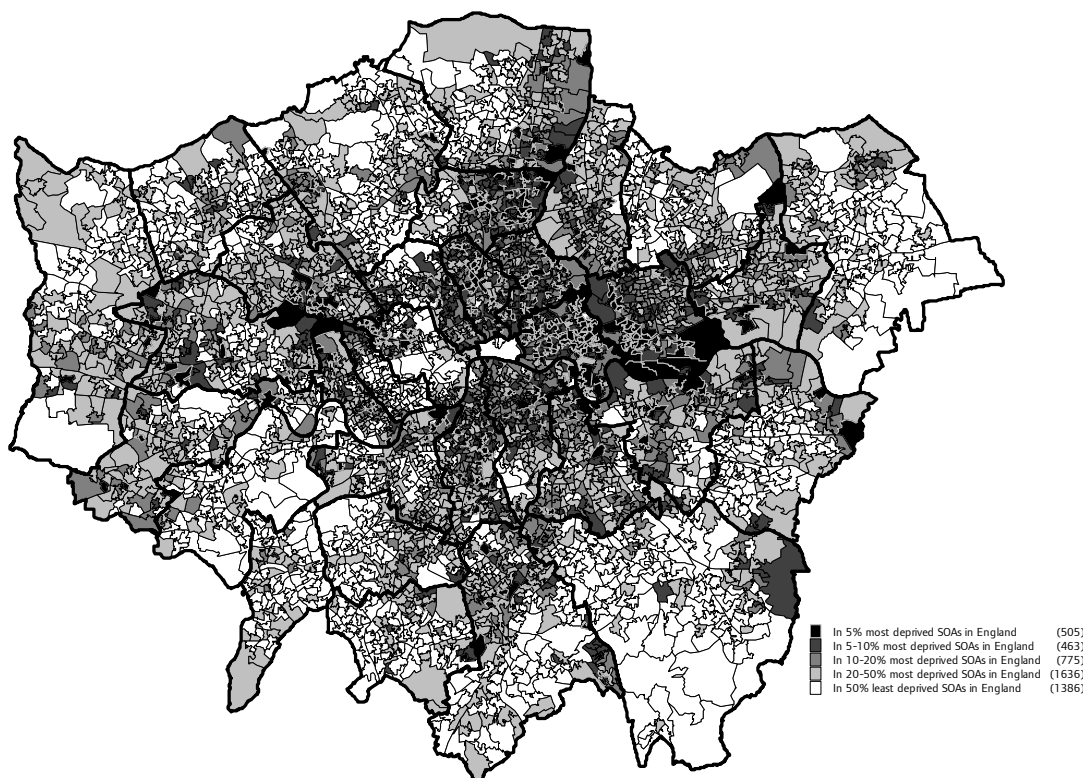 In 5% most deprived SOAs in England (505)
In 5-10% most deprived SOAs in England (463)
In 10-20% most deprived SOAs in England (775)
In 20-50% most deprived SOAs in England (1636)
In 50% least deprived SOAs in England (1386)